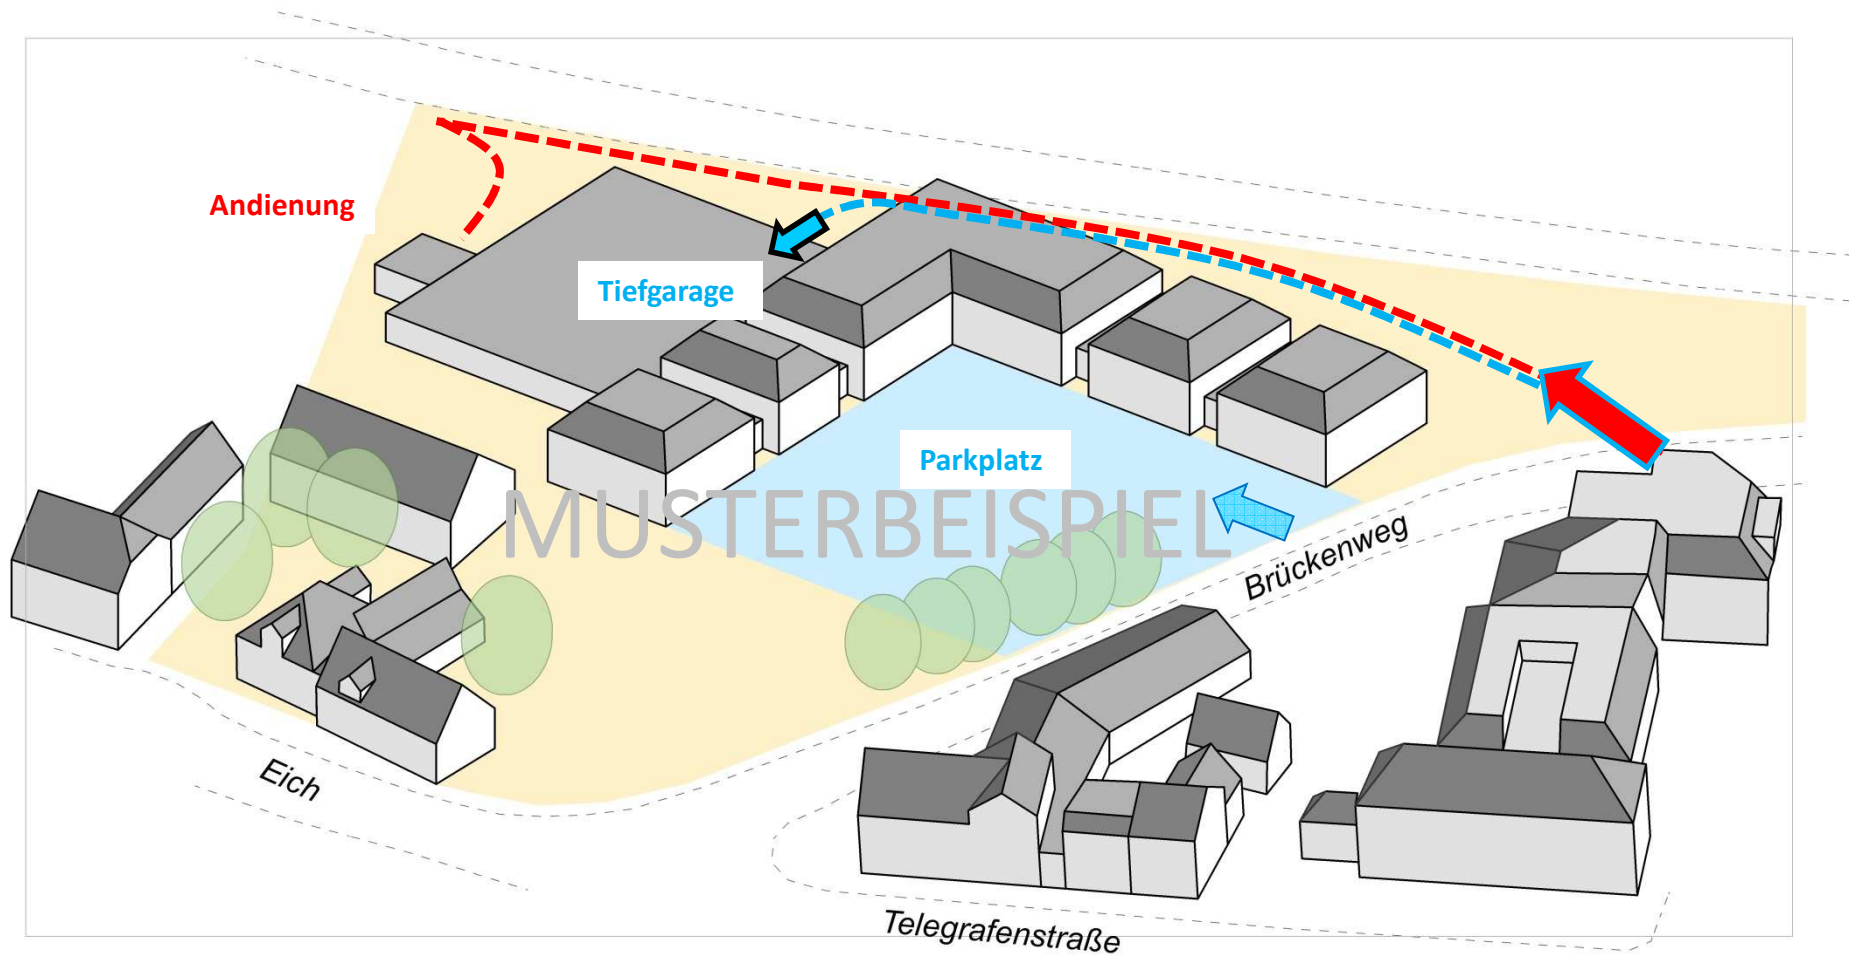 Andienung
Tiefgarage
Parkplatz
MUSTERBEISPIEL
Brückenweg
Eich
Telegrafenstraße